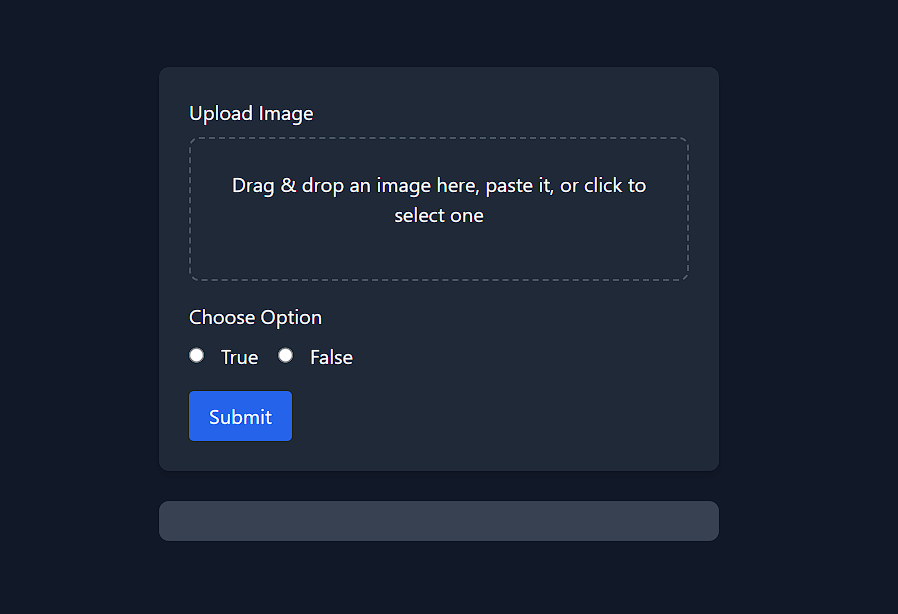 Upload Image
Drag & drop an image here, paste it, or click to
select one
Choose Option
True False
Submit